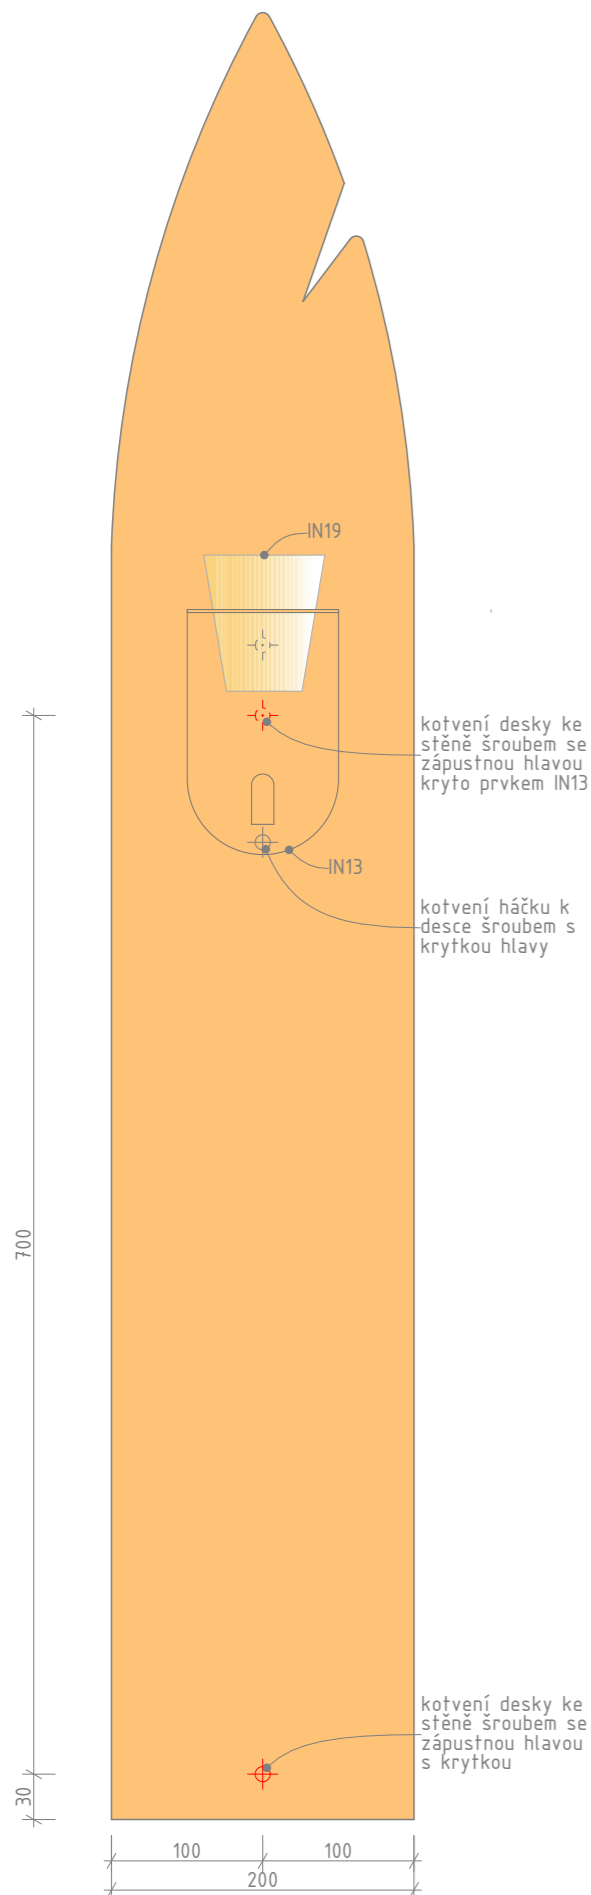 IN19
kotvení desky ke
stěně šroubem se
zápustnou hlavou
kryto prvkem IN13
IN13
kotvení háčku k
desce šroubem s
krytkou hlavy
700
kotvení desky ke
stěně šroubem se
zápustnou hlavou
s krytkou
30
100
100
200